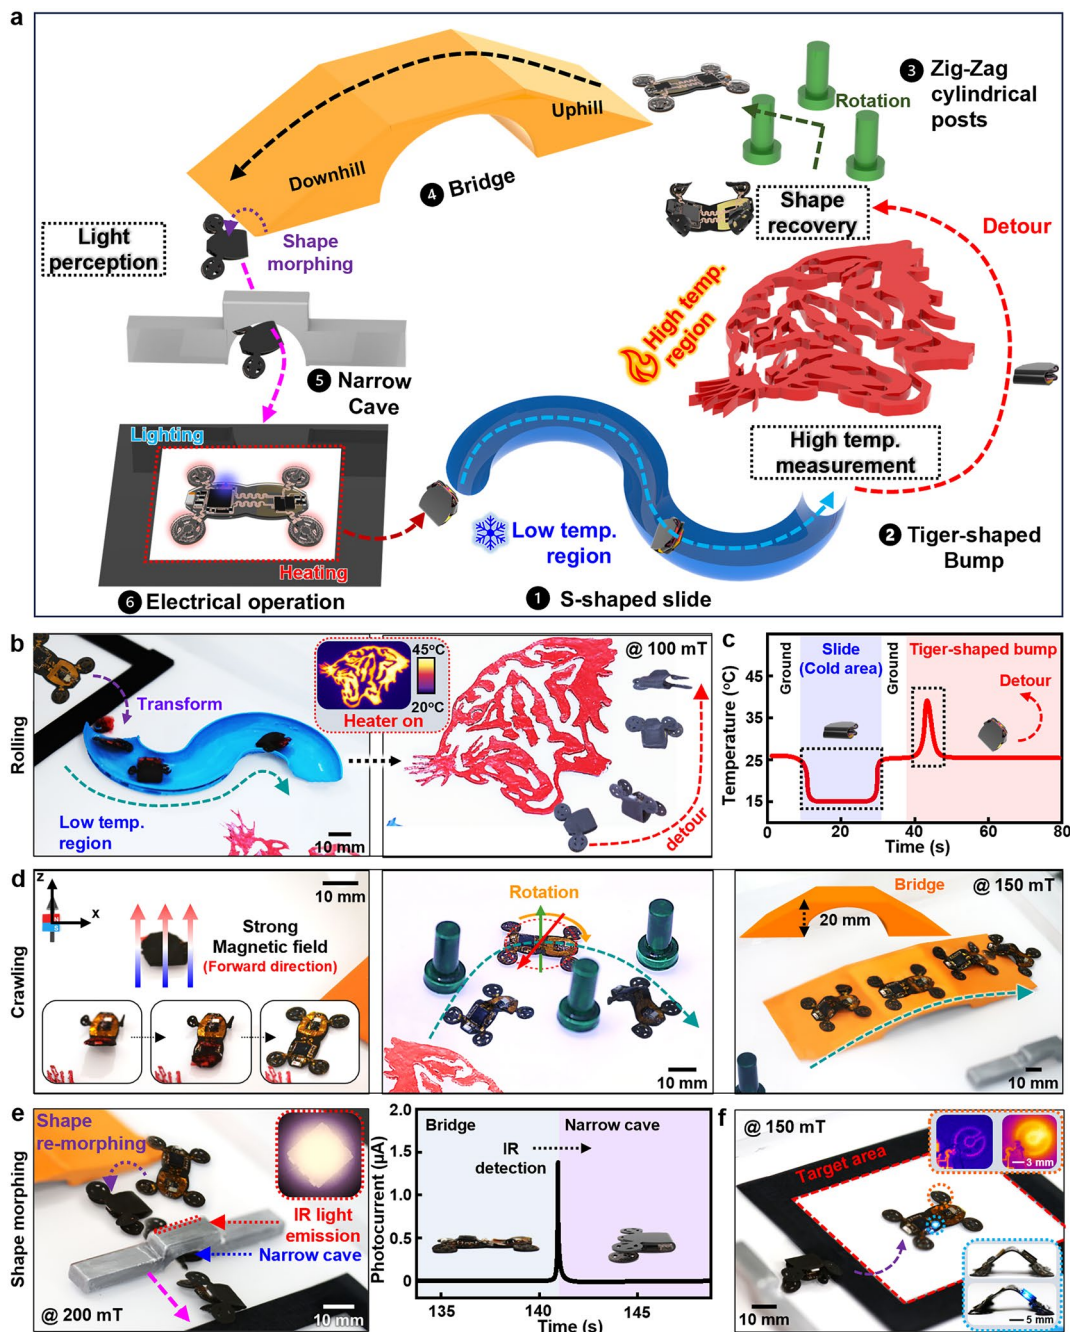 a
3 Zig-Zag
cylindrical
posts
Rotation
Uphill
Downhill
4 Bridge
Shape
recovery
Detour
Light
perception
Shape
morphing
High temp.
region
5 Narrow
Cave
Lighting
High temp.
measurement
Low temp.
region
2 Tiger-shaped
Bump
Heating
6 Electrical operation
1 S-shaped slide
b
Rolling
Transform
45°C
20°C
Heater on
@ 100 mT
Low temp.
region
10 mm
detour
c
Temperature (°C)
45
35
25
15
Ground
Slide
(Cold area)
Ground
Tiger-shaped bump
Detour
0 20 40 60 80
Time (s)
d
Crawling
z
x
10 mm
Strong
Magnetic field
(Forward direction)
Rotation
10 mm
Bridge
@ 150 mT
20 mm
10 mm
e
Shape morphing
Shape
re-morphing
IR light
emission
Narrow cave
@ 200 mT
10 mm
Photocurrent (μA)
2.0
1.5
1.0
0.5
0
Bridge
Narrow cave
IR
detection
135 140 145
Time (s)
f
@ 150 mT
Target area
3 mm
10 mm
5 mm